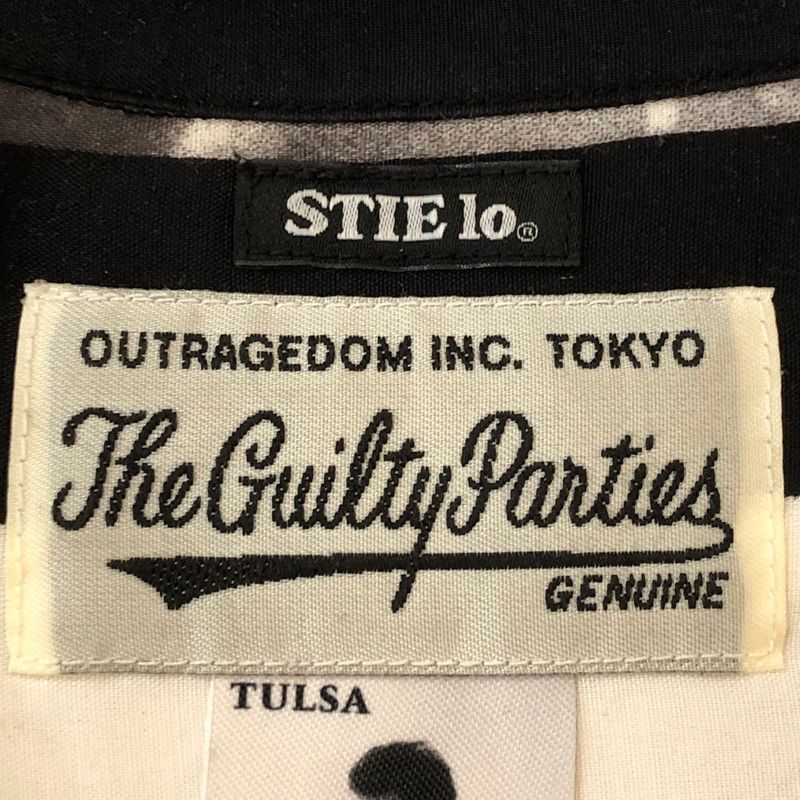 STIE lo®
OUTRAGEDOM INC. TOKYO
The Guilty Parties
GENUINE
TULSA